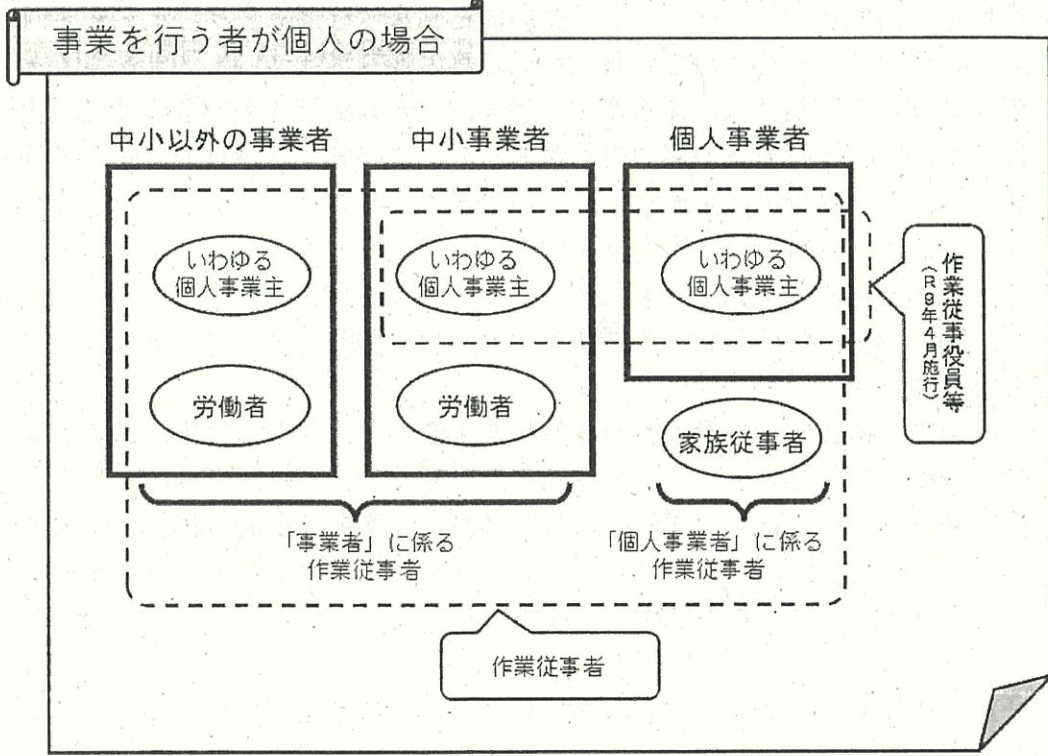 事業を行う者が個人の場合
中小以外の事業者
中小事業者
個人事業者
いわゆる
個人事業主
いわゆる
個人事業主
いわゆる
個人事業主
作業従事役員等
（R9年4月施行）
労働者
労働者
家族従事者
「事業者」に係る
作業従事者
「個人事業者」に係る
作業従事者
作業従事者